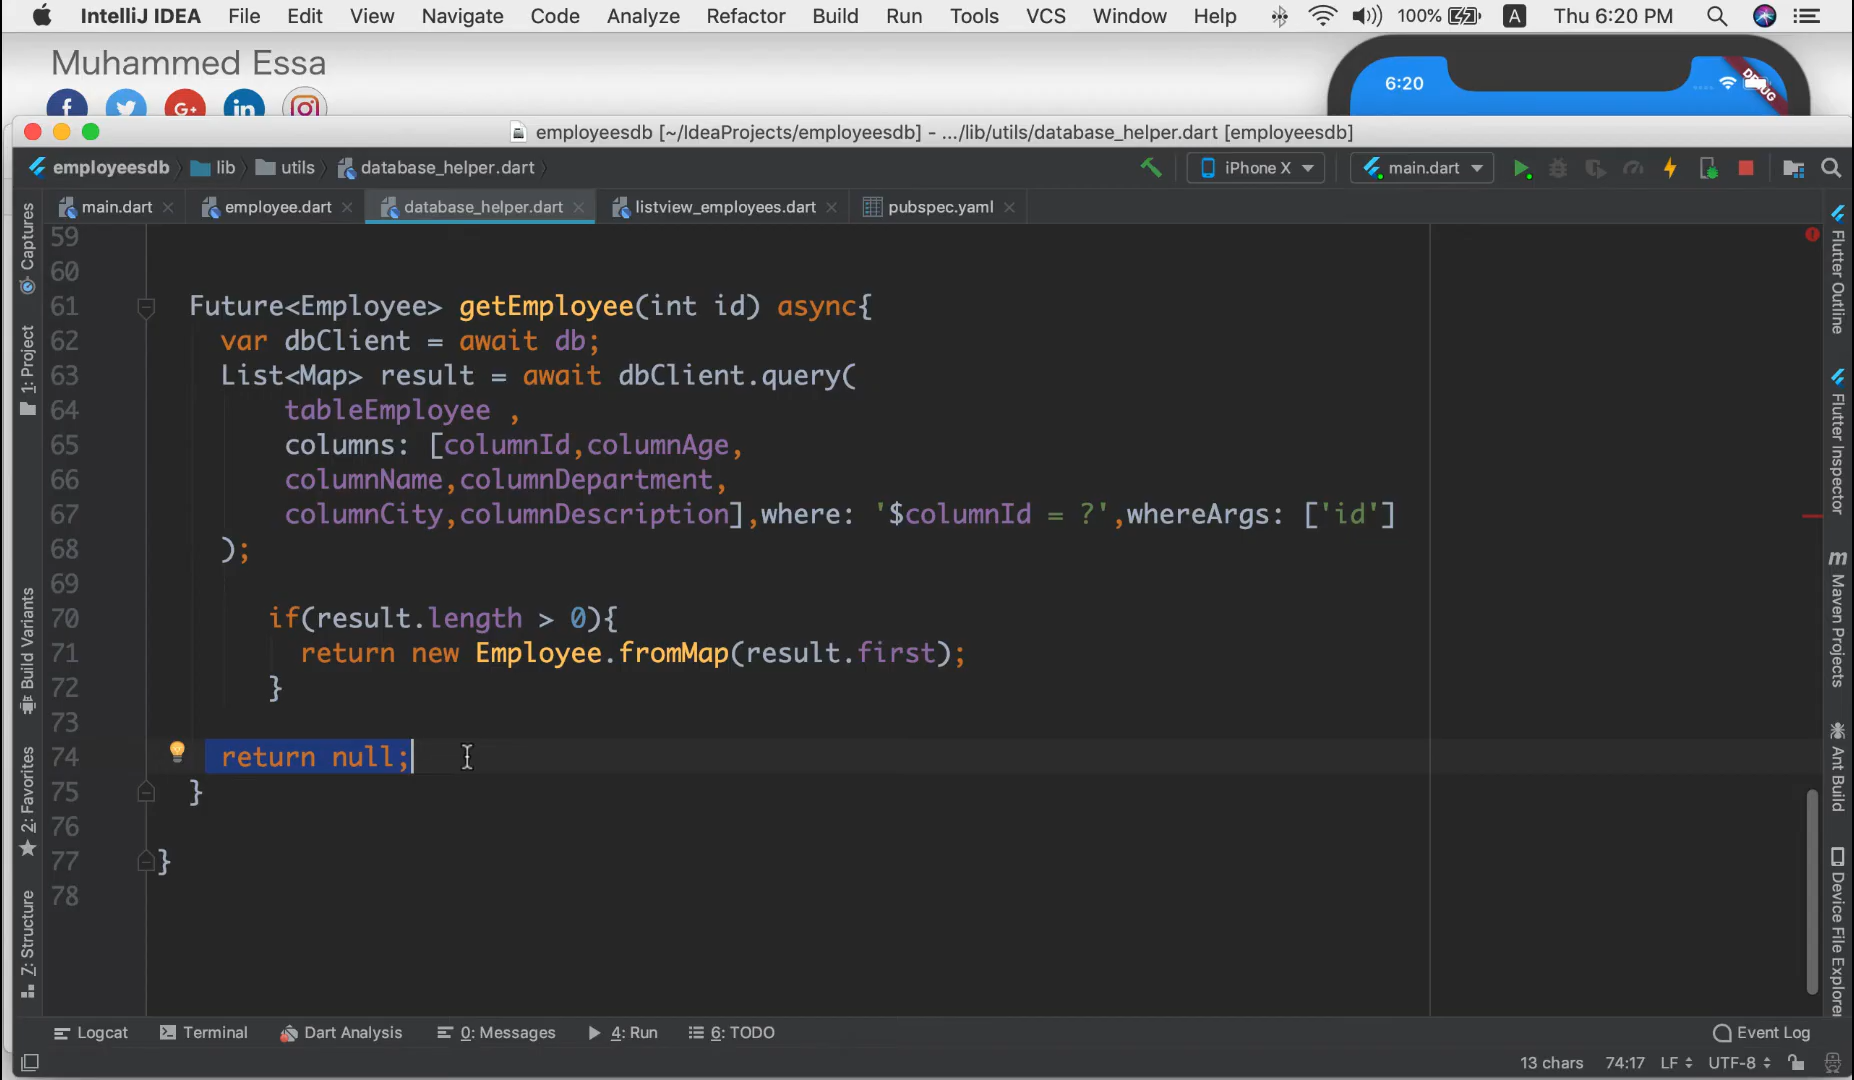 IntelliJ IDEA File Edit View Navigate Code Analyze Refactor Build Run Tools VCS Window Help 100% A Thu 6:20 PM
Muhammed Essa
6:20
DEBUG
f G+ in
employeesdb [~/IdeaProjects/employeesdb] - .../lib/utils/database_helper.dart [employeesdb]
employeesdb lib utils database_helper.dart iPhone X main.dart
main.dart employee.dart database_helper.dart listview_employees.dart pubspec.yaml
59
60
61 Future<Employee> getEmployee(int id) async{
62 var dbClient = await db;
63 List<Map> result = await dbClient.query(
64 tableEmployee ,
65 columns: [columnId,columnAge,
66 columnName,columnDepartment,
67 columnCity,columnDescription],where: '$columnId = ?',whereArgs: ['id']
68 );
69
70 if(result.length > 0){
71 return new Employee.fromMap(result.first);
72 }
73
74 return null;
75 }
76
77 }
78
Captures
1: Project
Build Variants
2: Favorites
7: Structure
Flutter Outline
Flutter Inspector
m Maven Projects
Ant Build
Device File Explorer
Logcat Terminal Dart Analysis 0: Messages 4: Run 6: TODO Event Log
13 chars 74:17 LF UTF-8